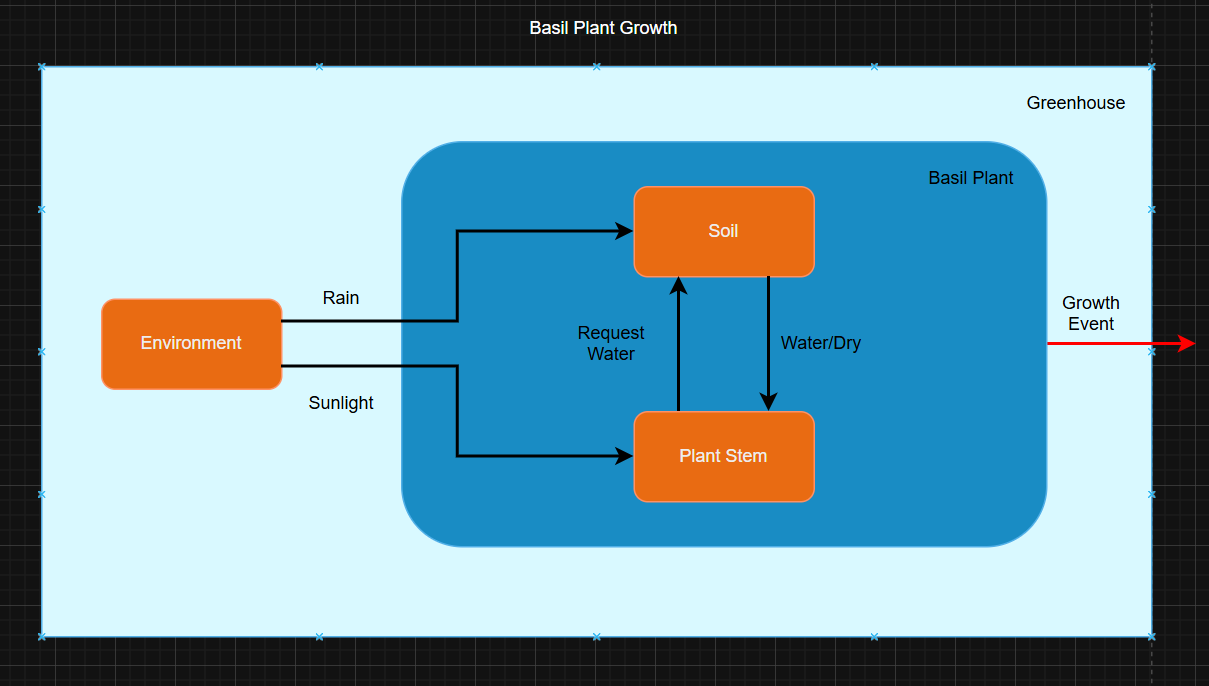 Basil Plant Growth
Greenhouse
Basil Plant
Soil
Rain
Growth
Event
Request
Water
Environment
Water/Dry
Sunlight
Plant Stem